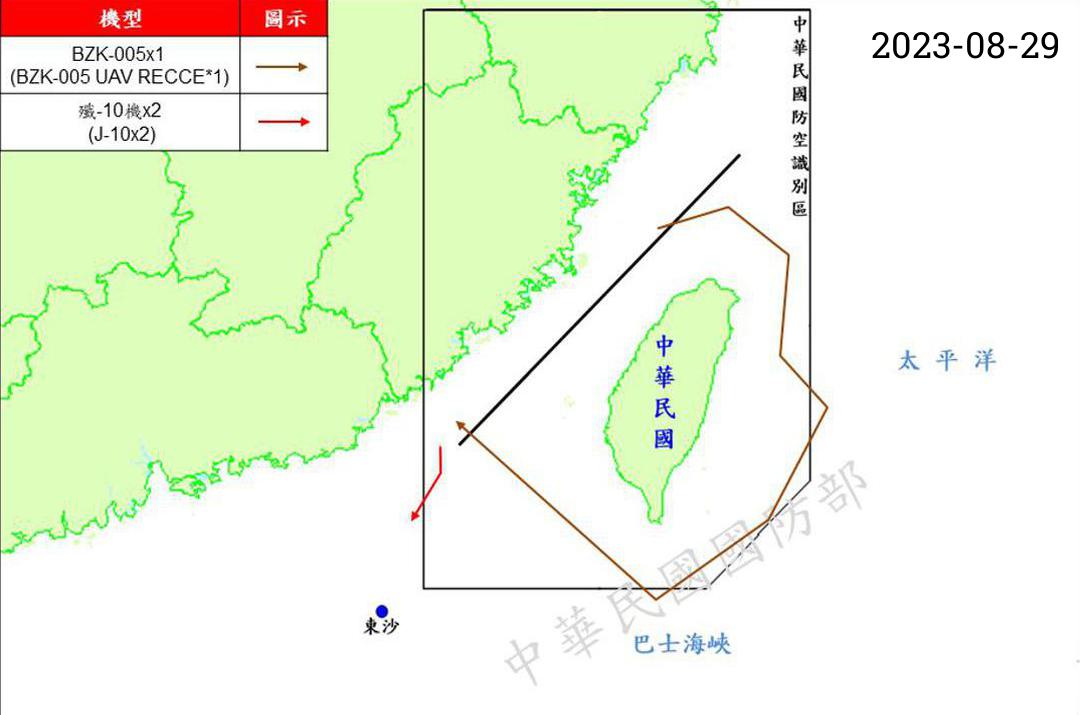 機型 圖示
BZK-005x1
(BZK-005 UAV RECCE*1)
殲-10機x2
(J-10x2)
2023-08-29
中華民國防空識別區
中華民國
太平洋
東沙
巴士海峽
中華民國國防部